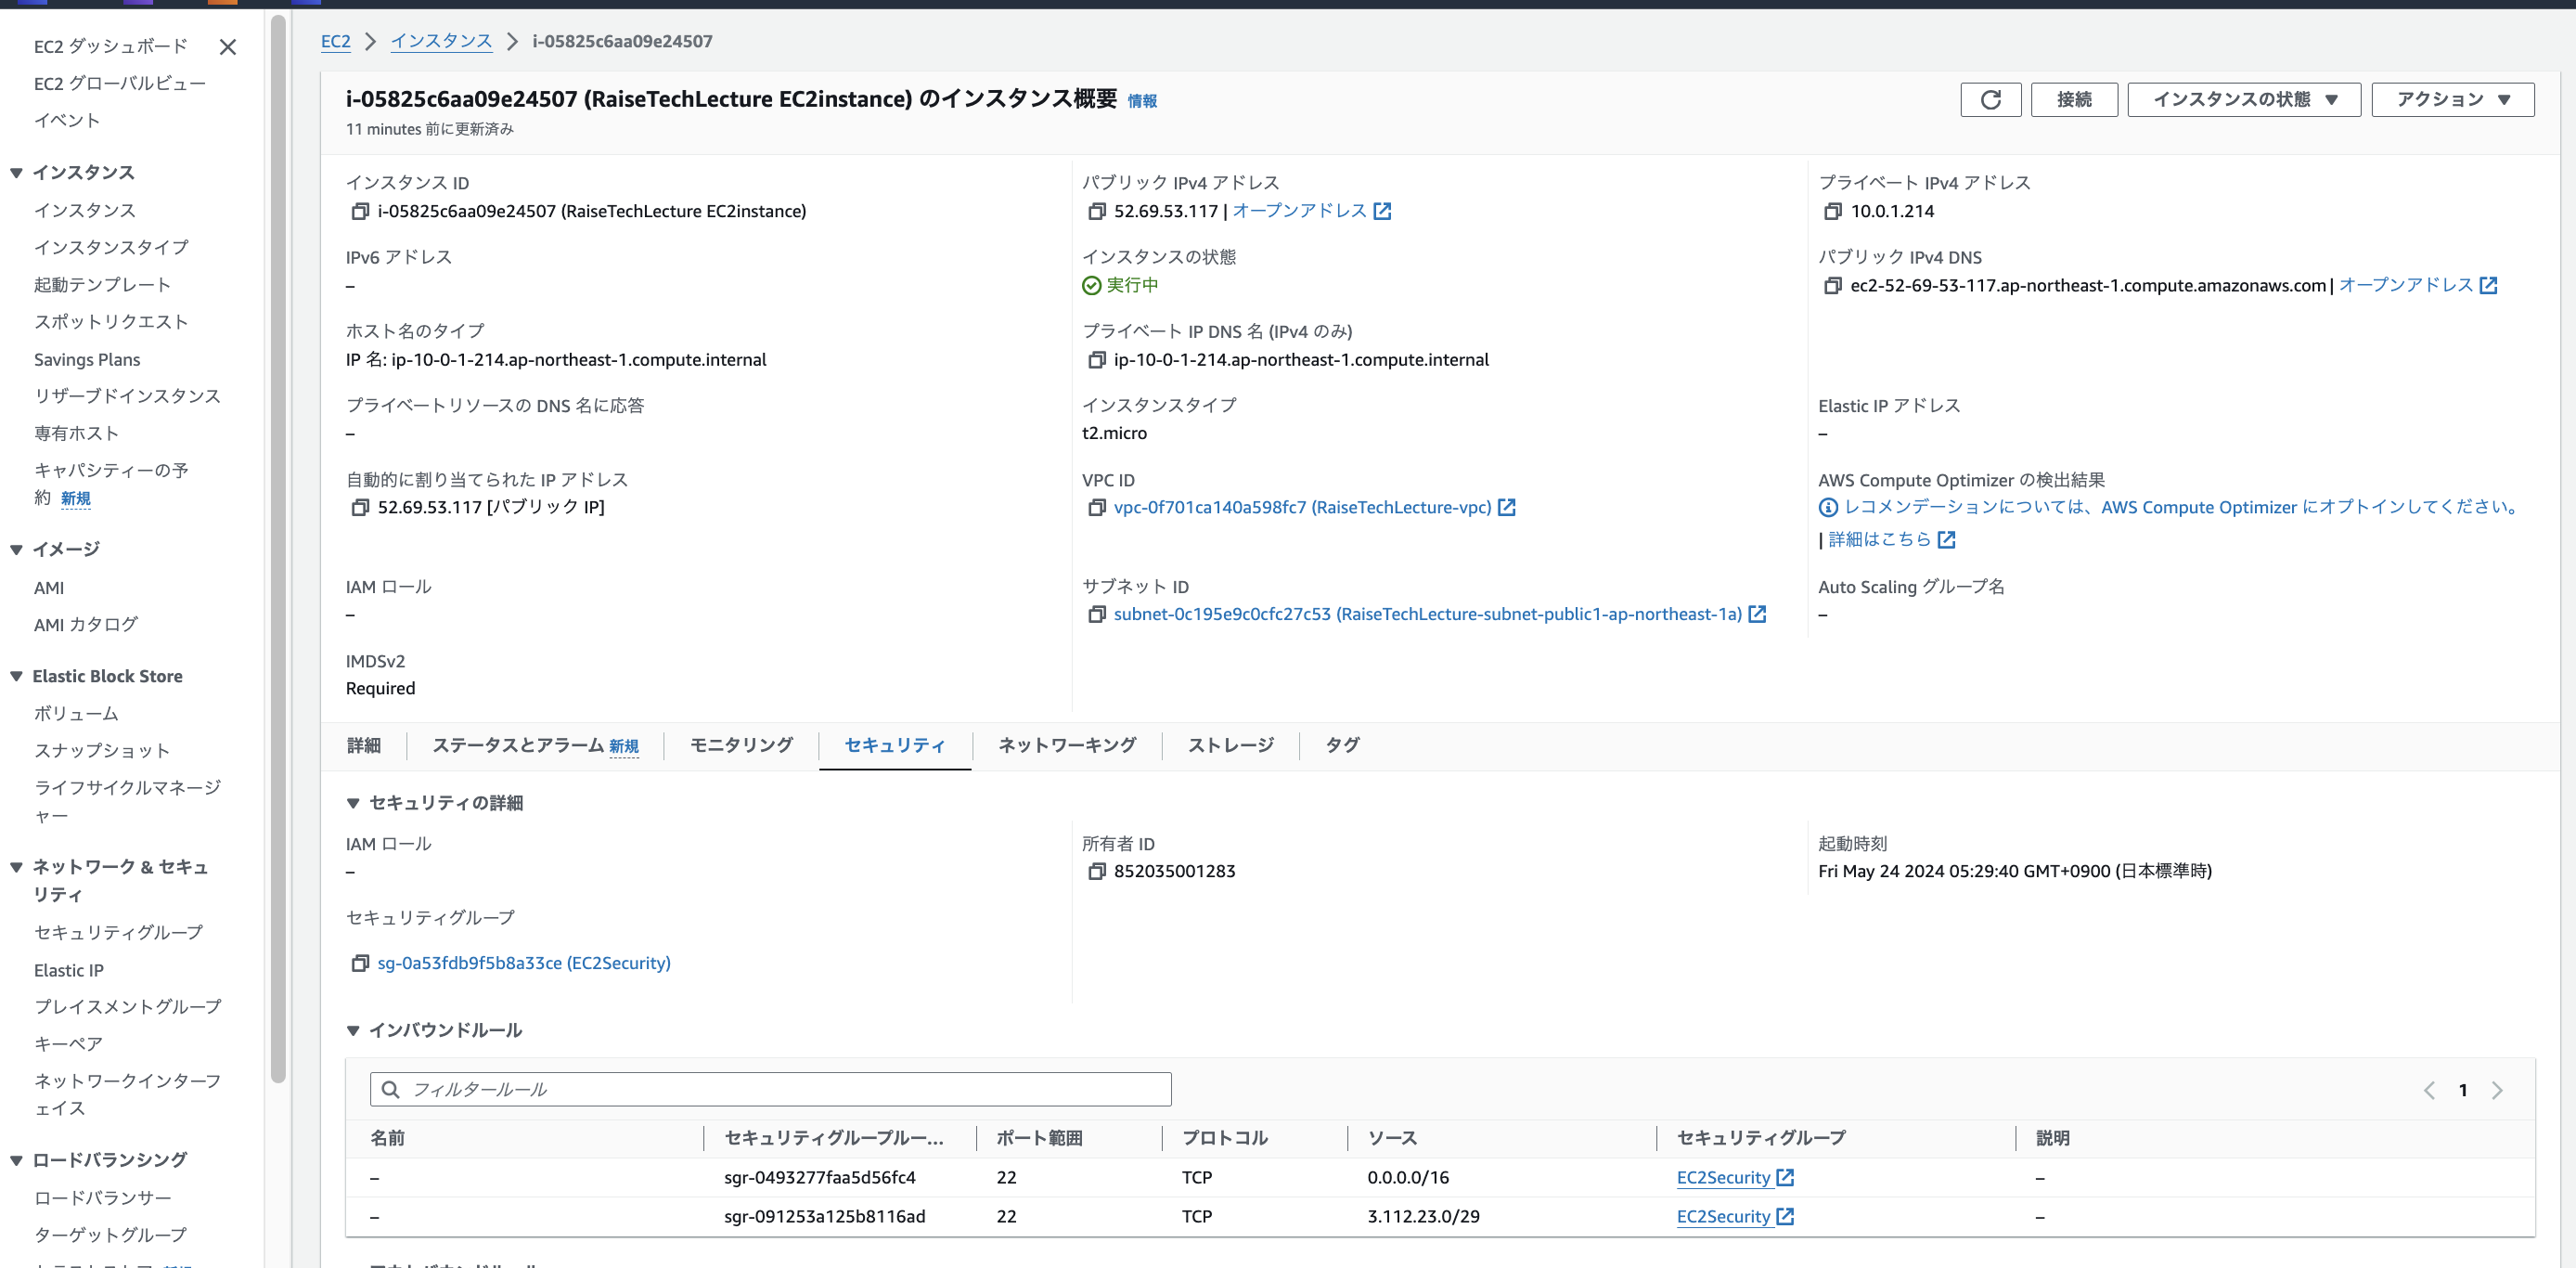 EC2 ダッシュボード
EC2 グローバルビュー
イベント
インスタンス
インスタンス
インスタンスタイプ
起動テンプレート
スポットリクエスト
Savings Plans
リザーブドインスタンス
専有ホスト
キャパシティーの予
約 新規
イメージ
AMI
AMI カタログ
Elastic Block Store
ボリューム
スナップショット
ライフサイクルマネージ
ャー
ネットワーク & セキュ
リティ
セキュリティグループ
Elastic IP
プレイスメントグループ
キーペア
ネットワークインターフ
ェイス
ロードバランシング
ロードバランサー
ターゲットグループ
EC2 > インスタンス > i-05825c6aa09e24507
i-05825c6aa09e24507 (RaiseTechLecture EC2instance) のインスタンス概要 情報
11 minutes 前に更新済み
接続 インスタンスの状態 アクション
インスタンス ID
i-05825c6aa09e24507 (RaiseTechLecture EC2instance)
パブリック IPv4 アドレス
52.69.53.117 | オープンアドレス
プライベート IPv4 アドレス
10.0.1.214
IPv6 アドレス
–
インスタンスの状態
実行中
パブリック IPv4 DNS
ec2-52-69-53-117.ap-northeast-1.compute.amazonaws.com | オープンアドレス
ホスト名のタイプ
IP 名: ip-10-0-1-214.ap-northeast-1.compute.internal
プライベート IP DNS 名 (IPv4 のみ)
ip-10-0-1-214.ap-northeast-1.compute.internal
プライベートリソースの DNS 名に応答
–
インスタンスタイプ
t2.micro
Elastic IP アドレス
–
自動的に割り当てられた IP アドレス
52.69.53.117 [パブリック IP]
VPC ID
vpc-0f701ca140a598fc7 (RaiseTechLecture-vpc)
AWS Compute Optimizer の検出結果
レコメンデーションについては、AWS Compute Optimizer にオプトインしてください。
| 詳細はこちら
IAM ロール
–
サブネット ID
subnet-0c195e9c0cfc27c53 (RaiseTechLecture-subnet-public1-ap-northeast-1a)
Auto Scaling グループ名
–
IMDSv2
Required
詳細 ステータスとアラーム 新規 モニタリング セキュリティ ネットワーキング ストレージ タグ
セキュリティの詳細
IAM ロール
–
所有者 ID
852035001283
起動時刻
Fri May 24 2024 05:29:40 GMT+0900 (日本標準時)
セキュリティグループ
sg-0a53fdb9f5b8a33ce (EC2Security)
インバウンドルール
フィルタールール
1
名前 セキュリティグループルー... ポート範囲 プロトコル ソース セキュリティグループ 説明
– sgr-0493277faa5d56fc4 22 TCP 0.0.0.0/16 EC2Security –
– sgr-091253a125b8116ad 22 TCP 3.112.23.0/29 EC2Security –